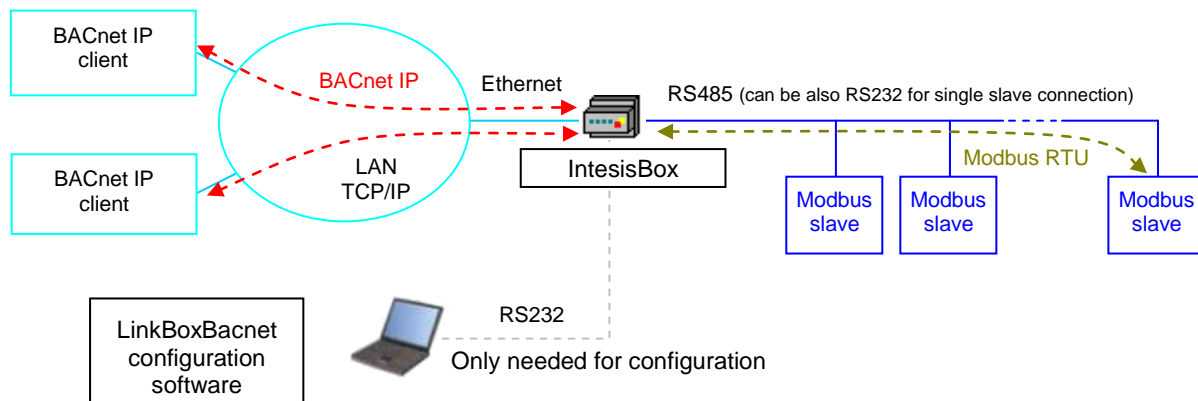 BACnet IP
client
BACnet IP
Ethernet
RS485 (can be also RS232 for single slave connection)
BACnet IP
client
LAN
TCP/IP
IntesisBox
Modbus RTU
Modbus
slave
Modbus
slave
Modbus
slave
LinkBoxBacnet
configuration
software
RS232
Only needed for configuration